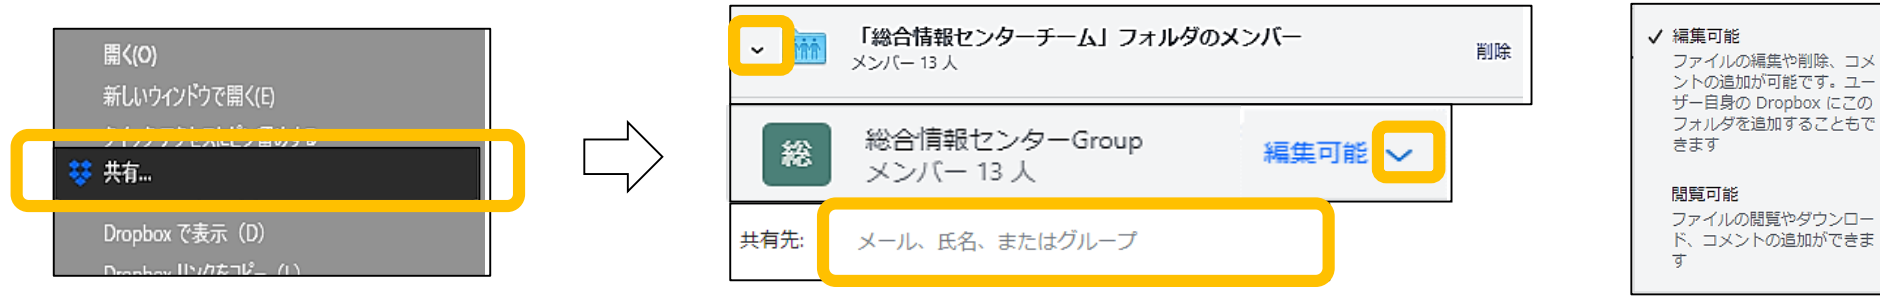 開く(O)
新しいウィンドウで開く(E)
共有...
Dropbox で表示（D）
Dropbox リンクをコピー（L）
「総合情報センターチーム」フォルダのメンバー
メンバー 13 人
削除
総
総合情報センターGroup
メンバー 13 人
編集可能
共有先:
メール、氏名、またはグループ
編集可能
ファイルの編集や削除、コメ
ントの追加が可能です。ユー
ザー自身の Dropbox にこの
フォルダを追加することもで
きます
閲覧可能
ファイルの閲覧やダウンロー
ド、コメントの追加ができま
す